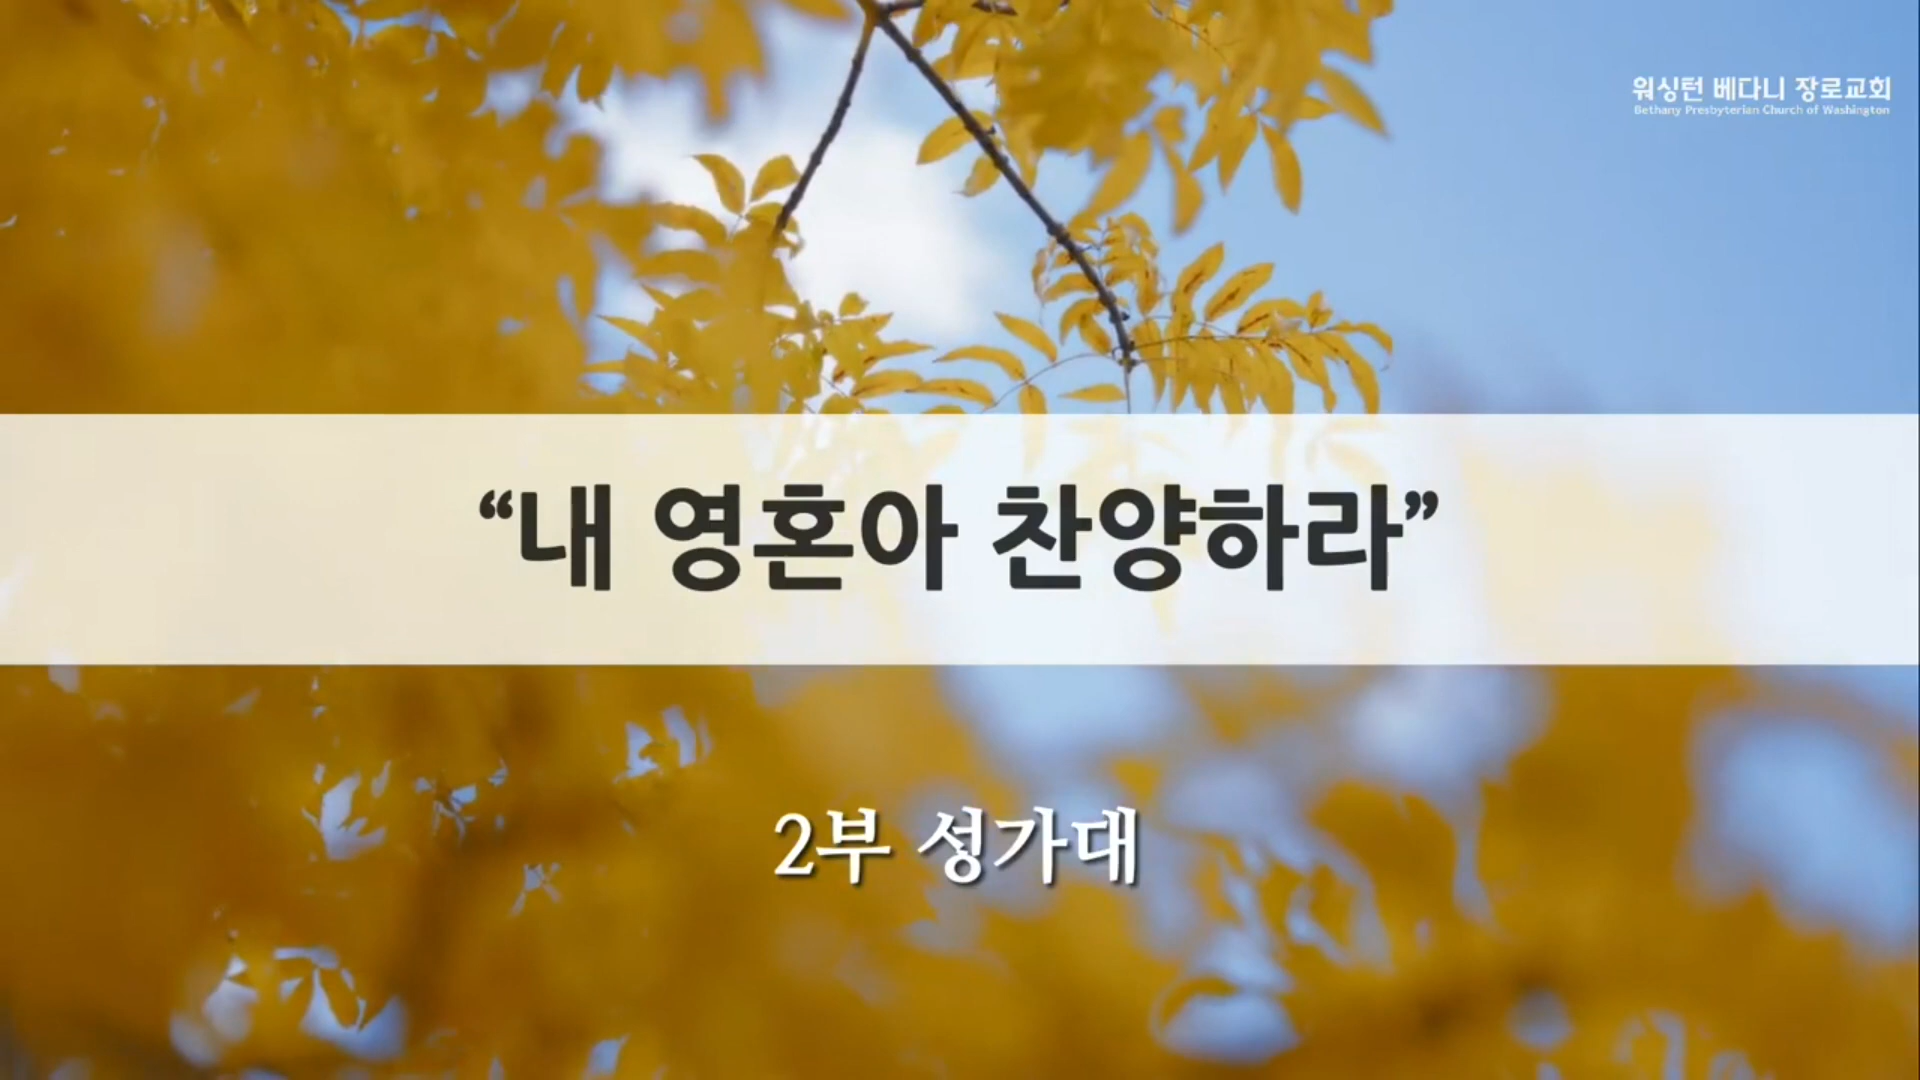 워싱턴 베다니 장로교회
Bethany Presbyterian Church of Washington
“내 영혼아 찬양하라”
2부 성가대